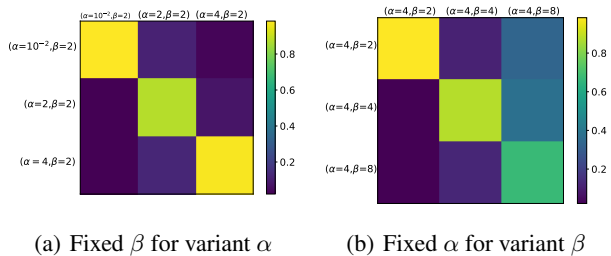 (α=10⁻²,β=2) (α=2,β=2) (α=4,β=2)
(α=10⁻²,β=2)
(α=2,β=2)
(α = 4,β=2)
0.8
0.6
0.4
0.2
(a) Fixed β for variant α
(α=4,β=2) (α=4,β=4) (α=4,β=8)
(α=4,β=2)
(α=4,β=4)
(α=4,β=8)
0.8
0.6
0.4
0.2
(b) Fixed α for variant β